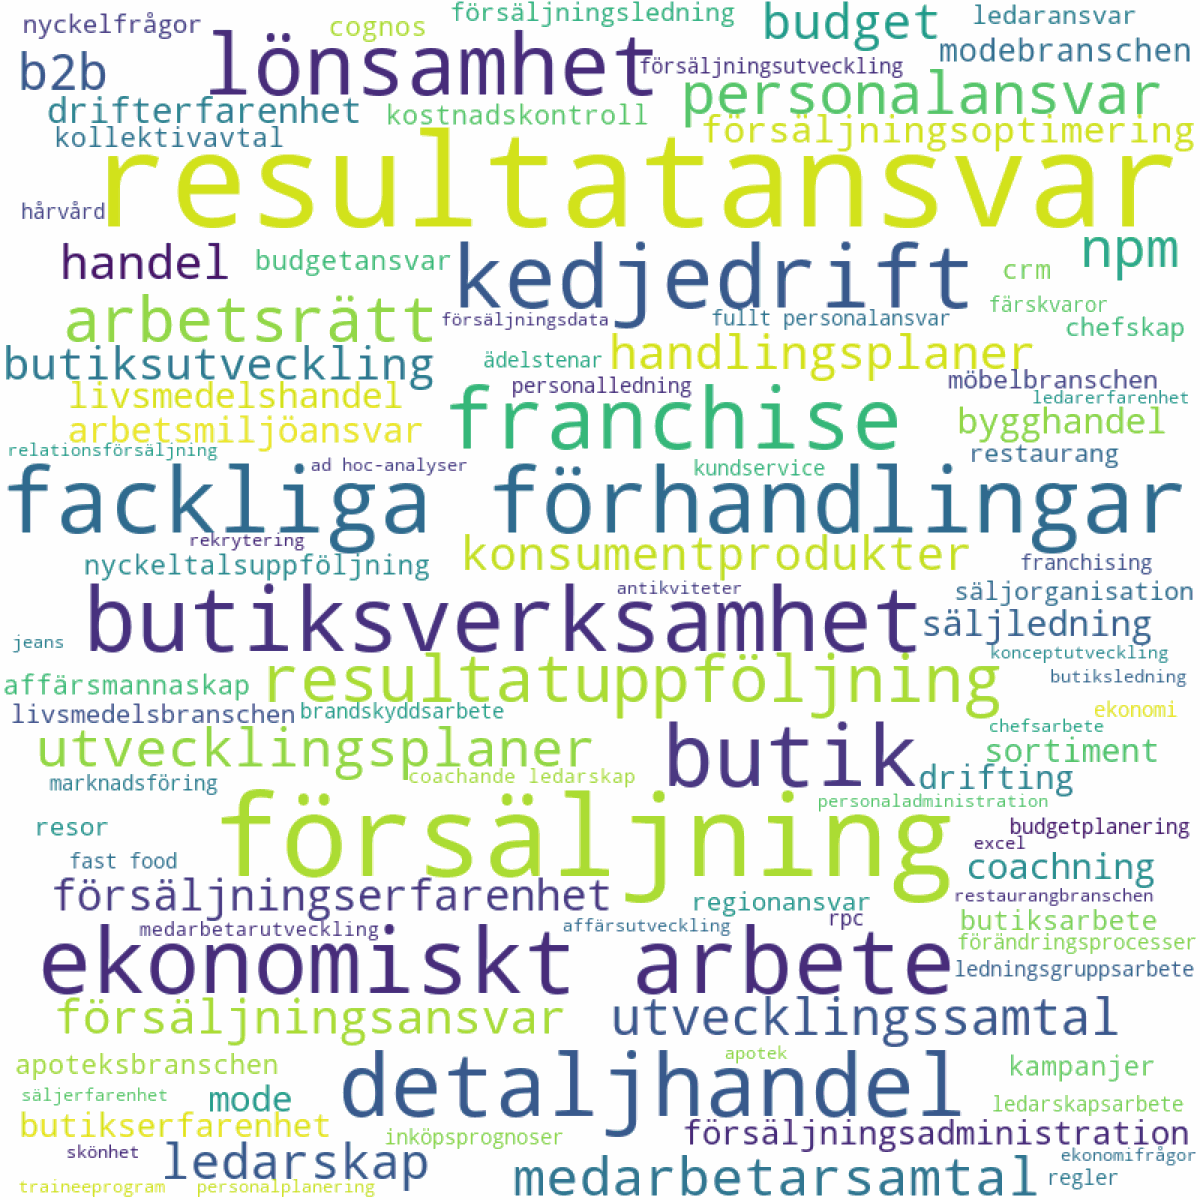 nyckelfrågor
cognos
försäljningsledning
budget
ledaransvar
modebranschen
b2b
lönsamhet
försäljningsutveckling
personalansvar
drifterfarenhet
kostnadskontroll
försäljningsoptimering
kollektivavtal
resultatansvar
hårvård
handel
budgetansvar
kedjedrift
npm
crm
färskvaror
arbetsrätt
försäljningsdata
fullt personalansvar
chefskap
butiksutveckling
ädelstenar
handlingsplaner
personalledning
möbelbranschen
livsmedelshandel
franchise
ledarerfarenhet
bygghandel
arbetsmiljöansvar
relationsförsäljning
ad hoc-analyser
kundservice
restaurang
fackliga förhandlingar
rekrytering
nyckeltalsuppföljning
konsumentprodukter
franchising
butiksverksamhet
antikviteter
säljorganisation
säljledning
jeans
konceptutveckling
resultatuppföljning
butiksledning
affärsmannaskap
livsmedelsbranschen
brandskyddsarbete
ekonomi
utvecklingsplaner
butik
chefsarbete
sortiment
marknadsföring
coachande ledarskap
drifting
försäljning
personaladministration
resor
budgetplanering
excel
fast food
coachning
försäljningserfarenhet
regionansvar
restaurangbranschen
rpc
butiksarbete
medarbetarutveckling
affärsutveckling
förändringsprocesser
ekonomiskt arbete
ledningsgruppsarbete
försäljningsansvar
utvecklingssamtal
apoteksbranschen
apotek
detaljhandel
kampanjer
säljerfarenhet
mode
ledarskapsarbete
butikserfarenhet
inköpsprognoser
försäljningsadministration
skönhet
ledarskap
ekonomifrågor
medarbetarsamtal
regler
traineeprogram
personalplanering